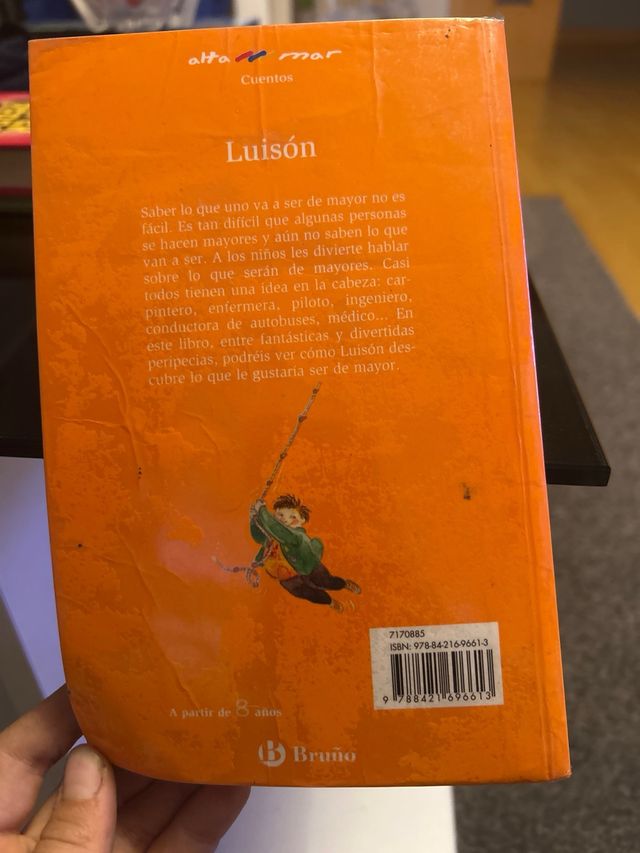 alta mar
Cuentos
Luisón
Saber lo que uno va a ser de mayor no es
fácil. Es tan difícil que algunas personas
se hacen mayores y aún no saben lo que
van a ser. A los niños les divierte hablar
sobre lo que serán de mayores. Casi
todos tienen una idea en la cabeza: car-
pintero, enfermera, piloto, ingeniero,
conductora de autobuses, médico... En
este libro, entre fantásticas y divertidas
peripecias, podréis ver cómo Luisón des-
cubre lo que le gustaría ser de mayor.
7170885
ISBN: 978-84-216-9661-3
9 788421 696613
A partir de 8 años
B Bruño